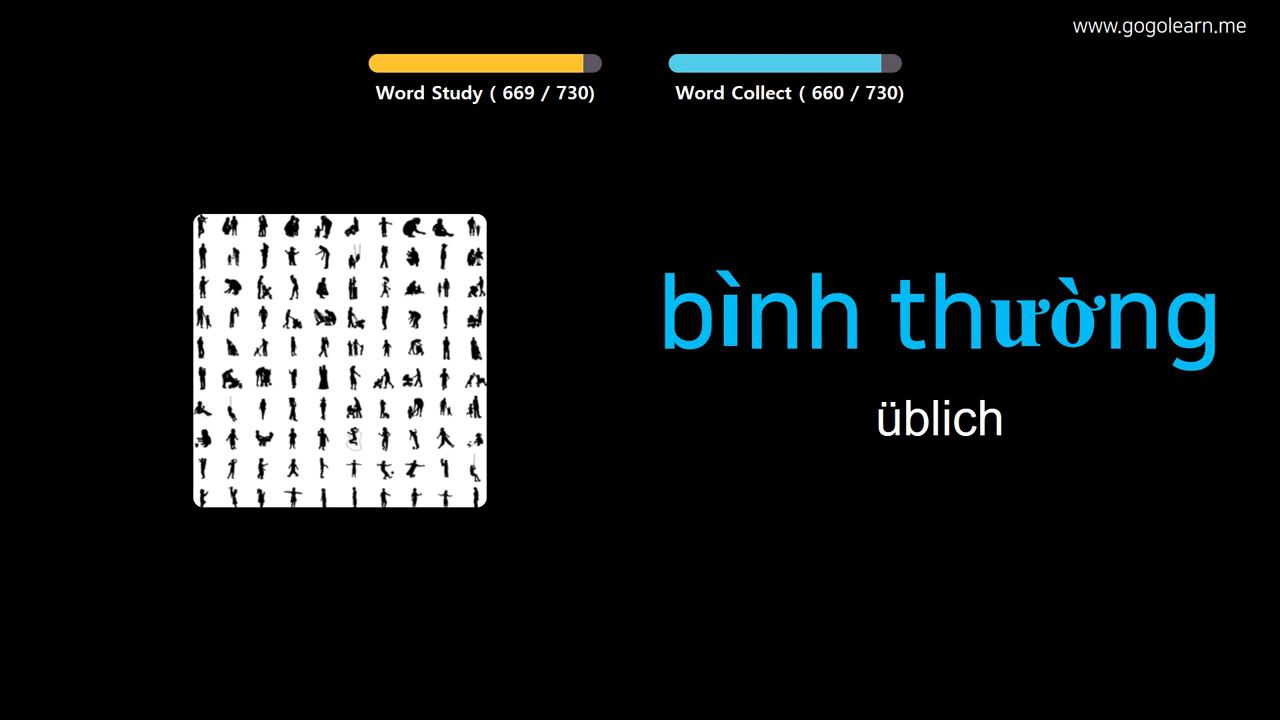 www.gogolearn.me
Word Study ( 669 / 730)
Word Collect ( 660 / 730)
bình thường
üblich